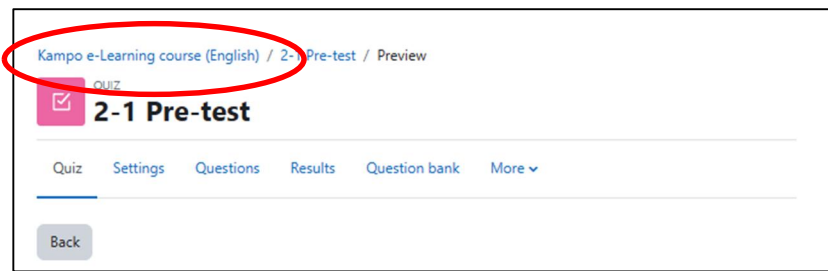 Kampo e-Learning course (English) / 2-1 Pre-test / Preview
QUIZ
2-1 Pre-test
Quiz Settings Questions Results Question bank More
Back